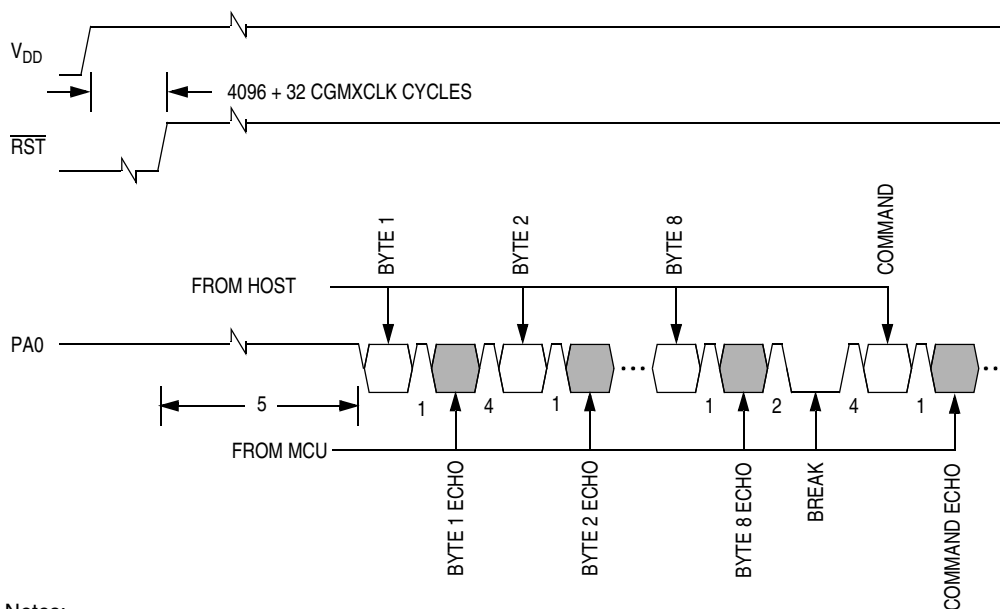 VDD
4096 + 32 CGMXCLK CYCLES
RST
BYTE 1
BYTE 2
BYTE 8
COMMAND
FROM HOST
PA0
1
4
1
1
2
4
1
5
FROM MCU
BYTE 1 ECHO
BYTE 2 ECHO
BYTE 8 ECHO
BREAK
COMMAND ECHO
Notes: